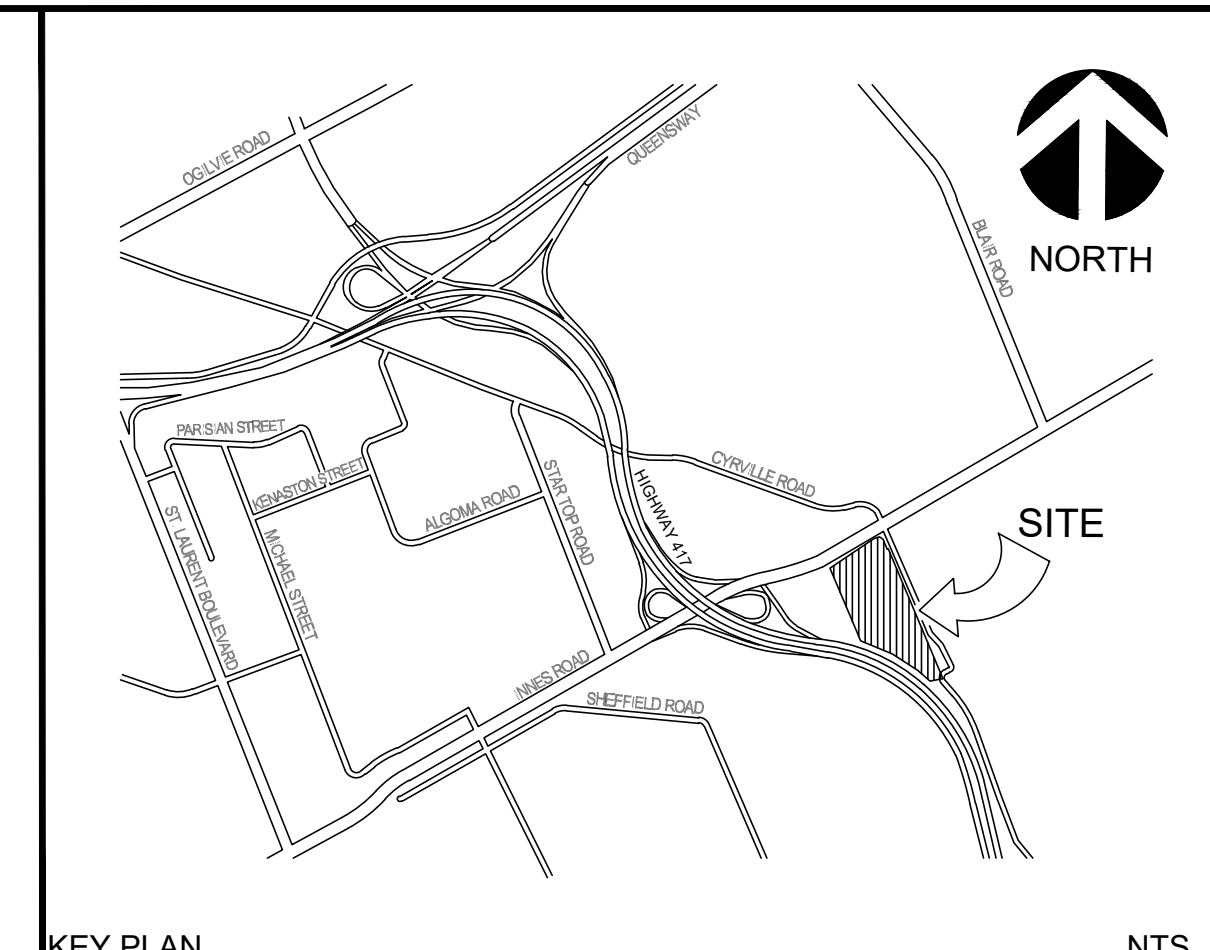 OGILVIE ROAD
QUEENSWAY
BLAIR ROAD
NORTH
PARISIAN STREET
KENASTON STREET
ALGOMA ROAD
STAR TOP ROAD
CYRVILLE ROAD
HIGHWAY 417
SITE
ST. LAURENT BOULEVARD
MICHAEL STREET
INNES ROAD
SHEFFIELD ROAD
KEY PLAN
NTS